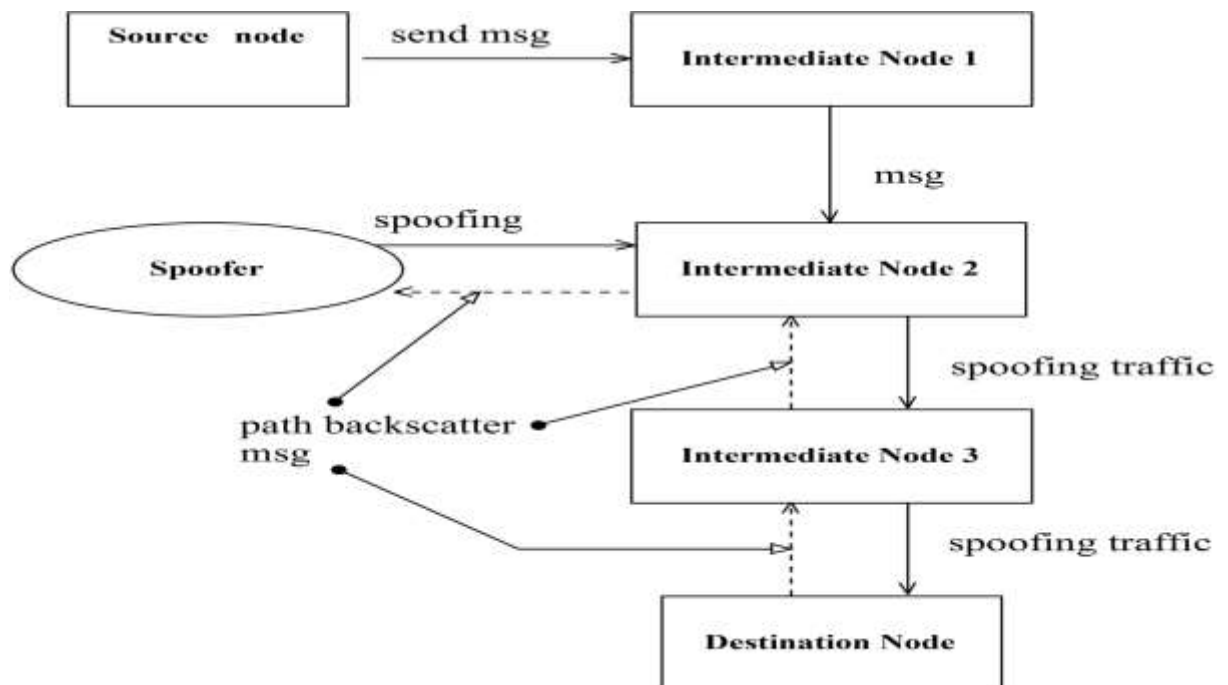 Source node
send msg
Intermediate Node 1
msg
spoofing
Spoofer
Intermediate Node 2
spoofing traffic
path backscatter
msg
Intermediate Node 3
spoofing traffic
Destination Node